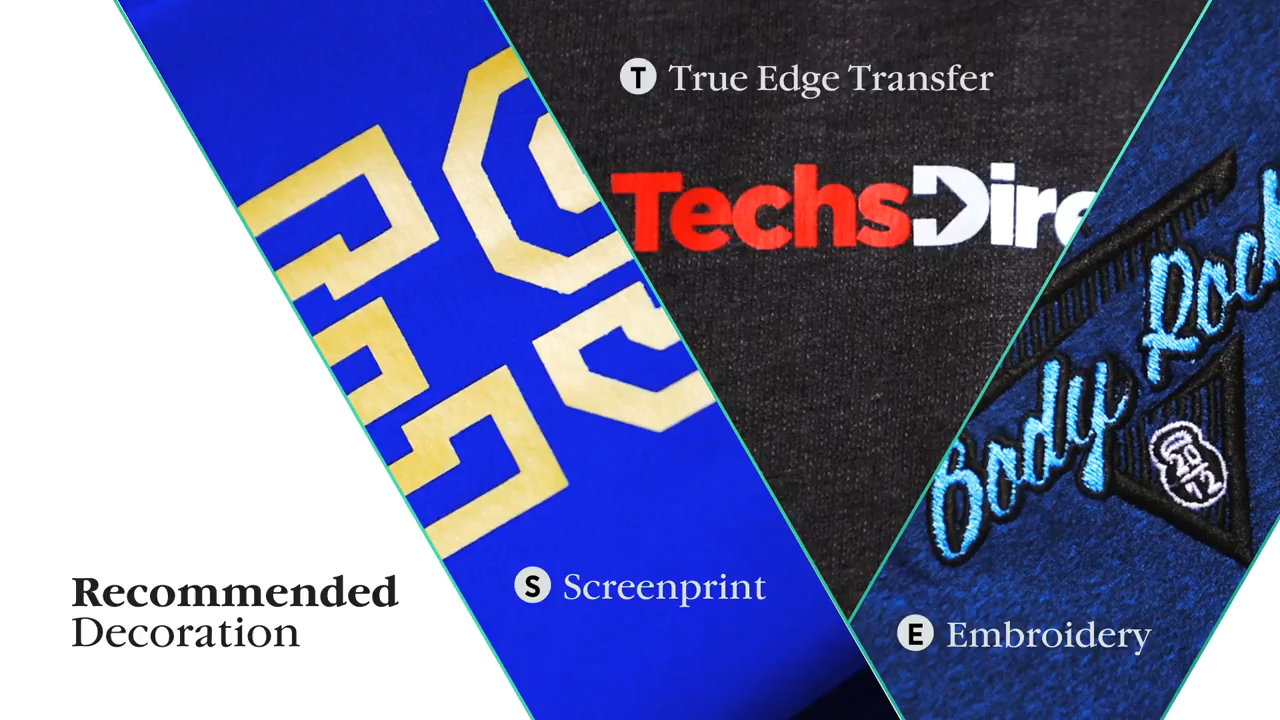 T True Edge Transfer
TechsDire
Body Rock
S Screenprint
E Embroidery
Recommended
Decoration